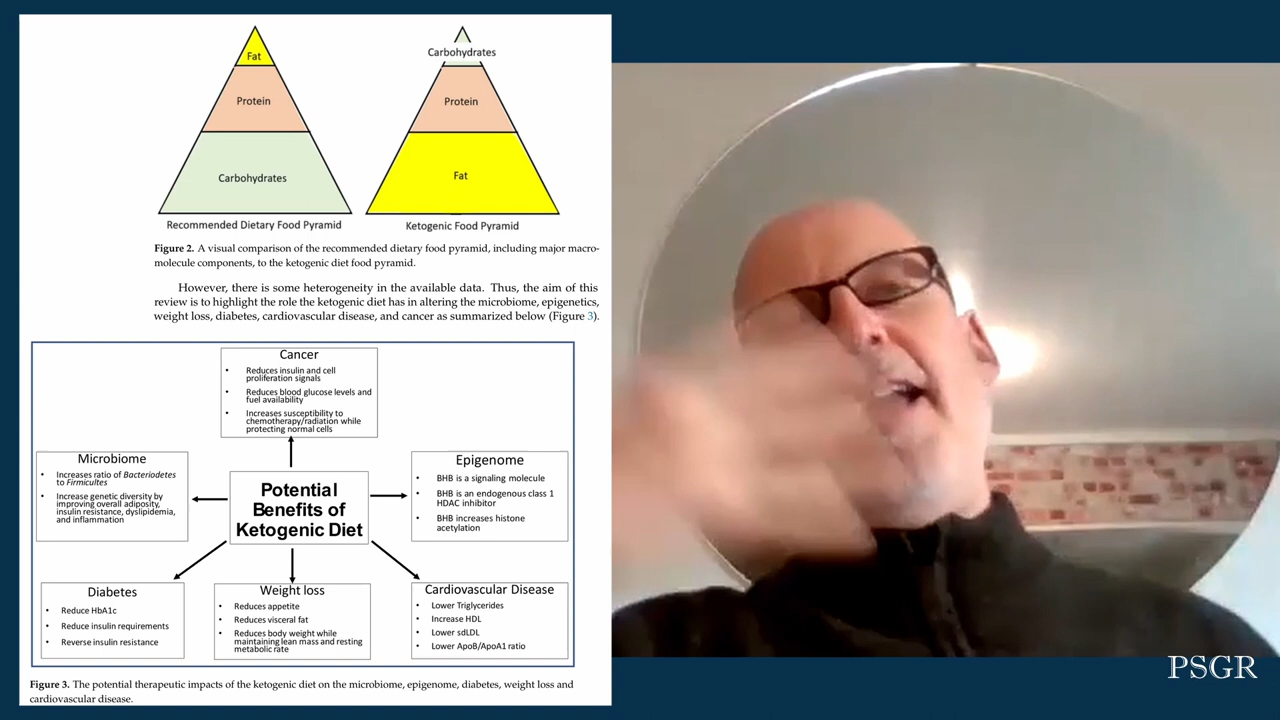 Fat
Protein
Carbohydrates
Recommended Dietary Food Pyramid
Carbohydrates
Protein
Fat
Ketogenic Food Pyramid
Figure 2. A visual comparison of the recommended dietary food pyramid, including major macro-
molecule components, to the ketogenic diet food pyramid.
However, there is some heterogeneity in the available data. Thus, the aim of this
review is to highlight the role the ketogenic diet has in altering the microbiome, epigenetics,
weight loss, diabetes, cardiovascular disease, and cancer as summarized below (Figure 3).
Cancer
• Reduces insulin and cell
proliferation signals
• Reduces blood glucose levels and
fuel availability
• Increases susceptibility to
chemotherapy/radiation while
protecting normal cells
Microbiome
• Increases ratio of Bacteriodetes
to Firmicultes
• Increase genetic diversity by
improving overall adiposity,
insulin resistance, dyslipidemia,
and inflammation
Potential
Benefits of
Ketogenic Diet
Epigenome
• BHB is a signaling molecule
• BHB is an endogenous class 1
HDAC inhibitor
• BHB increases histone
acetylation
Diabetes
• Reduce HbA1c
• Reduce insulin requirements
• Reverse insulin resistance
Weight loss
• Reduces appetite
• Reduces visceral fat
• Reduces body weight while
maintaining lean mass and resting
metabolic rate
Cardiovascular Disease
• Lower Triglycerides
• Increase HDL
• Lower sdLDL
• Lower ApoB/ApoA1 ratio
Figure 3. The potential therapeutic impacts of the ketogenic diet on the microbiome, epigenome, diabetes, weight loss and
cardiovascular disease.
PSGR